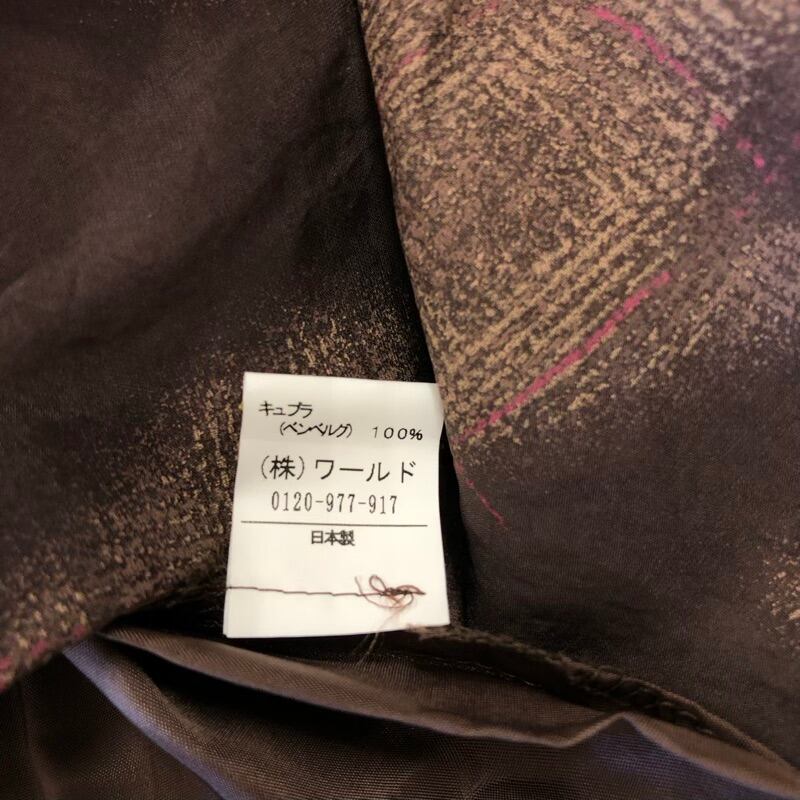 キュプラ
(ベンベルグ) 100%
(株)ワールド
0120-977-917
日本製